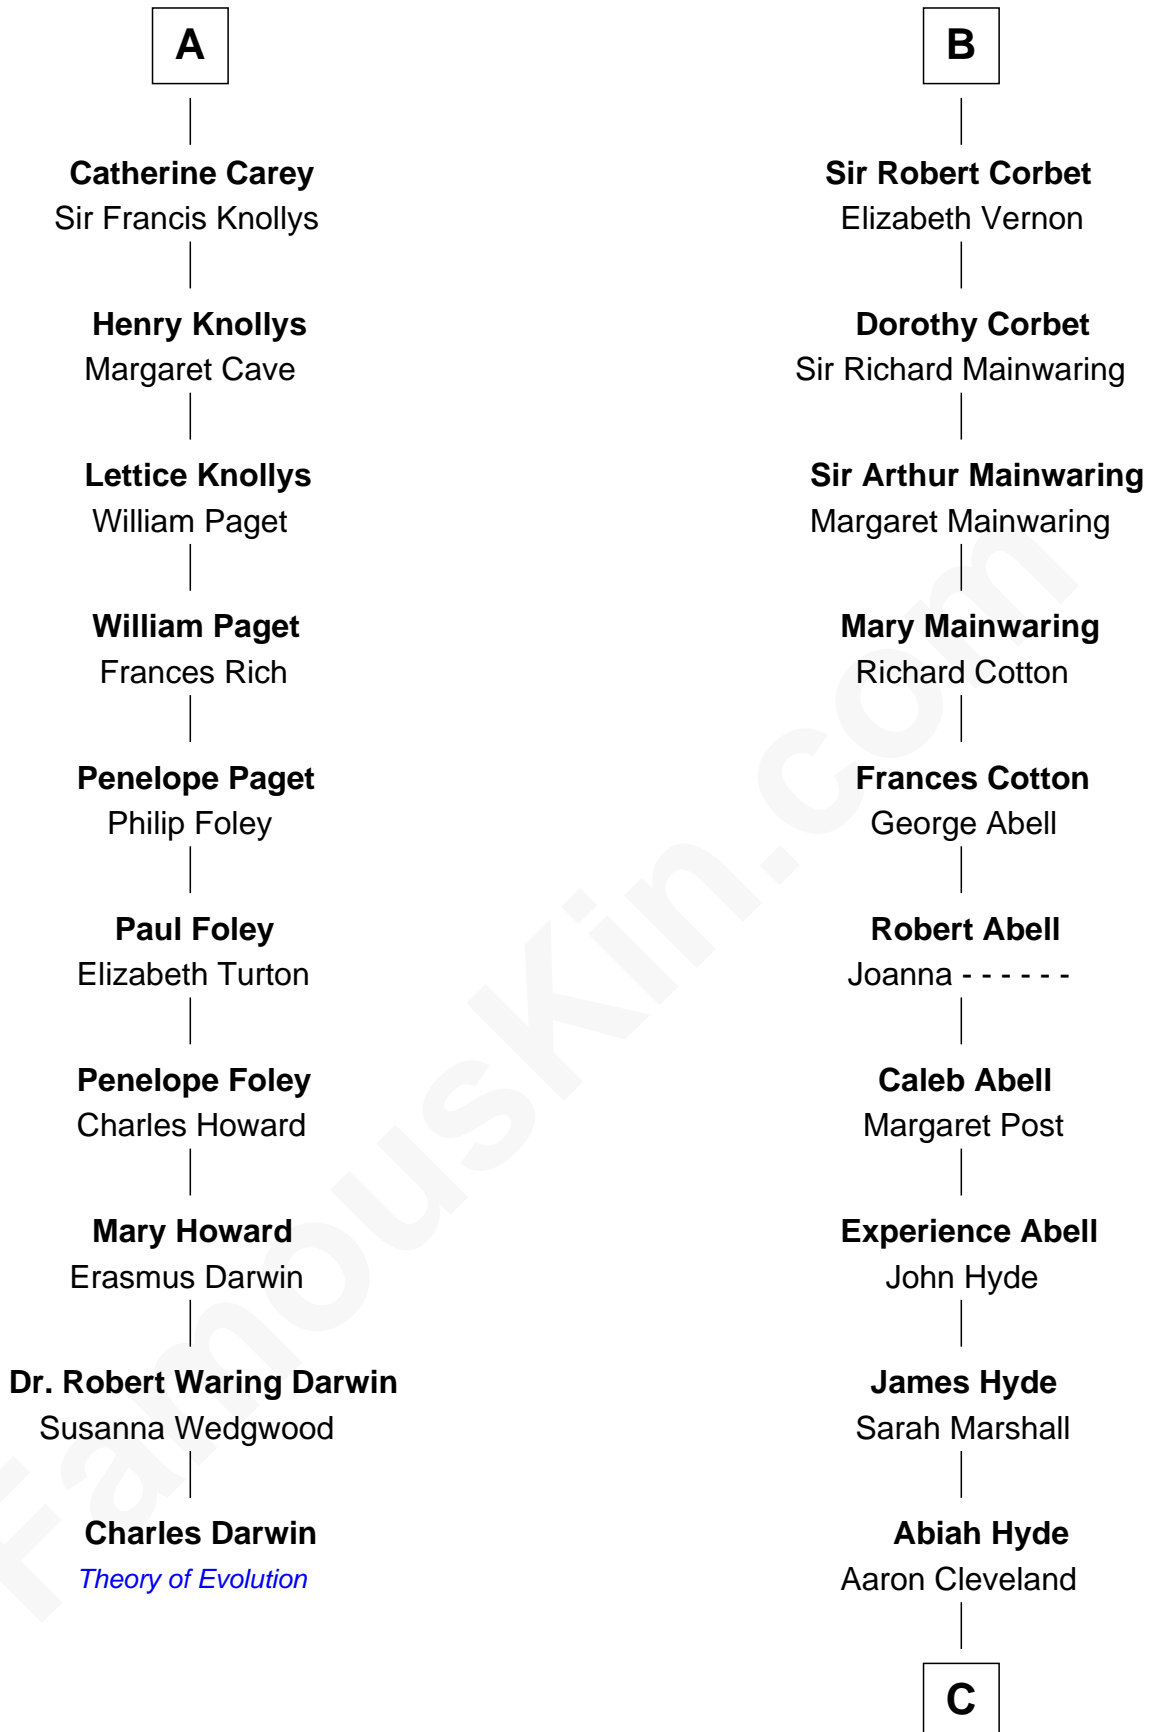 A
Catherine Carey
Sir Francis Knollys
Henry Knollys
Margaret Cave
Lettice Knollys
William Paget
William Paget
Frances Rich
Penelope Paget
Philip Foley
Paul Foley
Elizabeth Turton
Penelope Foley
Charles Howard
Mary Howard
Erasmus Darwin
Dr. Robert Waring Darwin
Susanna Wedgwood
Charles Darwin
Theory of Evolution
B
Sir Robert Corbet
Elizabeth Vernon
Dorothy Corbet
Sir Richard Mainwaring
Sir Arthur Mainwaring
Margaret Mainwaring
Mary Mainwaring
Richard Cotton
Frances Cotton
George Abell
Robert Abell
Joanna - - - - - -
Caleb Abell
Margaret Post
Experience Abell
John Hyde
James Hyde
Sarah Marshall
Abiah Hyde
Aaron Cleveland
C
FamousKin.com